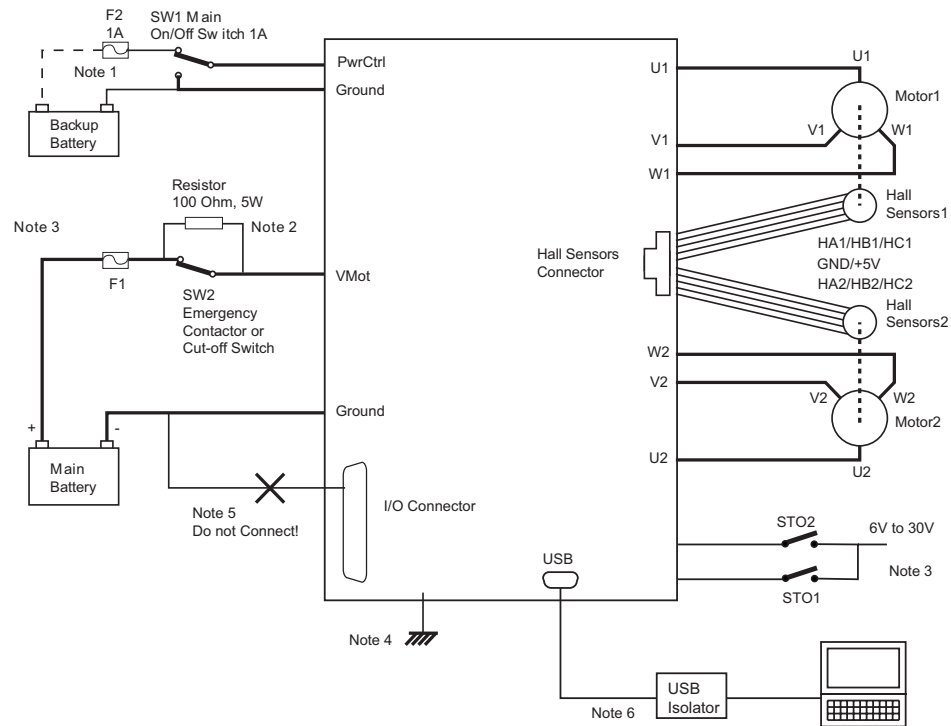 F2
1A
SW1 Main
On/Off Switch 1A
Note 1
Backup
Battery
PwrCtrl
Ground
Resistor
100 Ohm, 5W
Note 3
Note 2
F1
SW2
Emergency
Contactor or
Cut-off Switch
VMot
Ground
+
-
Main
Battery
Note 5
Do not Connect!
I/O Connector
Note 4
USB
Note 6
USB
Isolator
U1
V1
W1
U1
Motor1
V1
W1
Hall
Sensors1
Hall Sensors
Connector
HA1/HB1/HC1
GND/+5V
HA2/HB2/HC2
Hall
Sensors2
W2
V2
U2
V2
W2
Motor2
U2
STO2
6V to 30V
Note 3
STO1